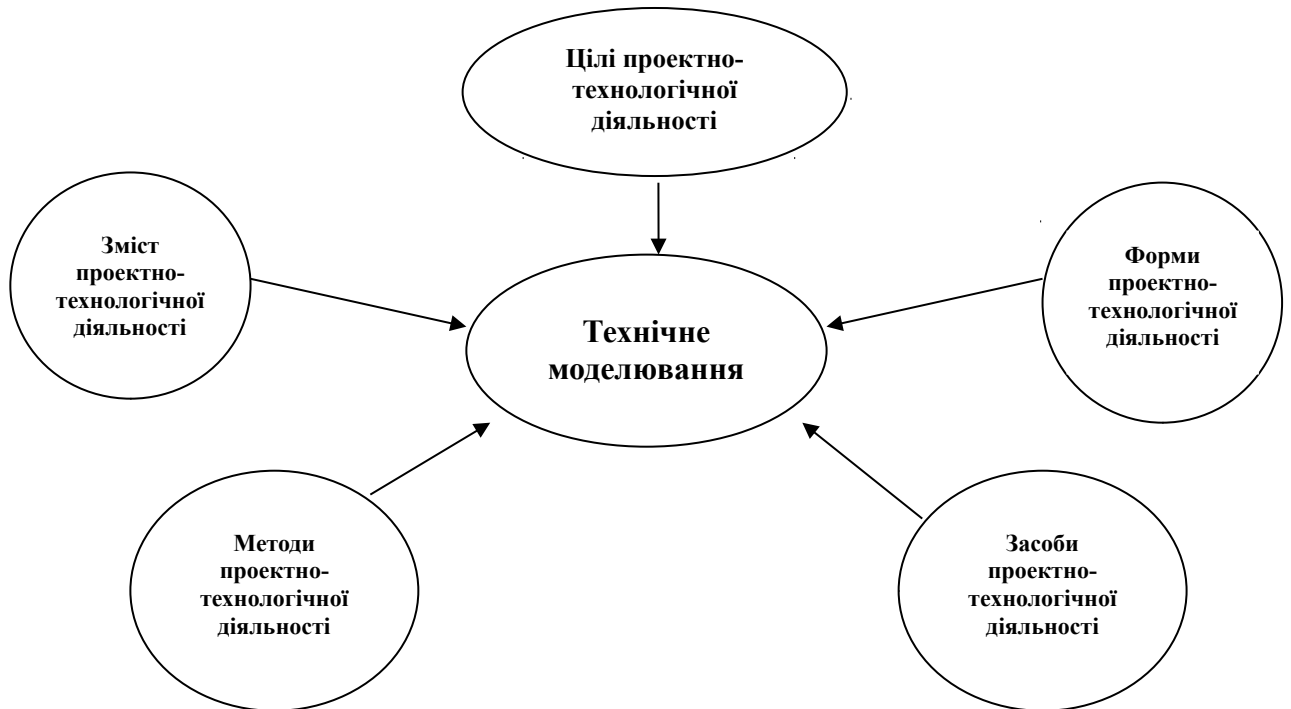 Цілі проектно-
технологічної
діяльності
Зміст
проектно-
технологічної
діяльності
Форми
проектно-
технологічної
діяльності
Технічне
моделювання
Методи
проектно-
технологічної
діяльності
Засоби
проектно-
технологічної
діяльності